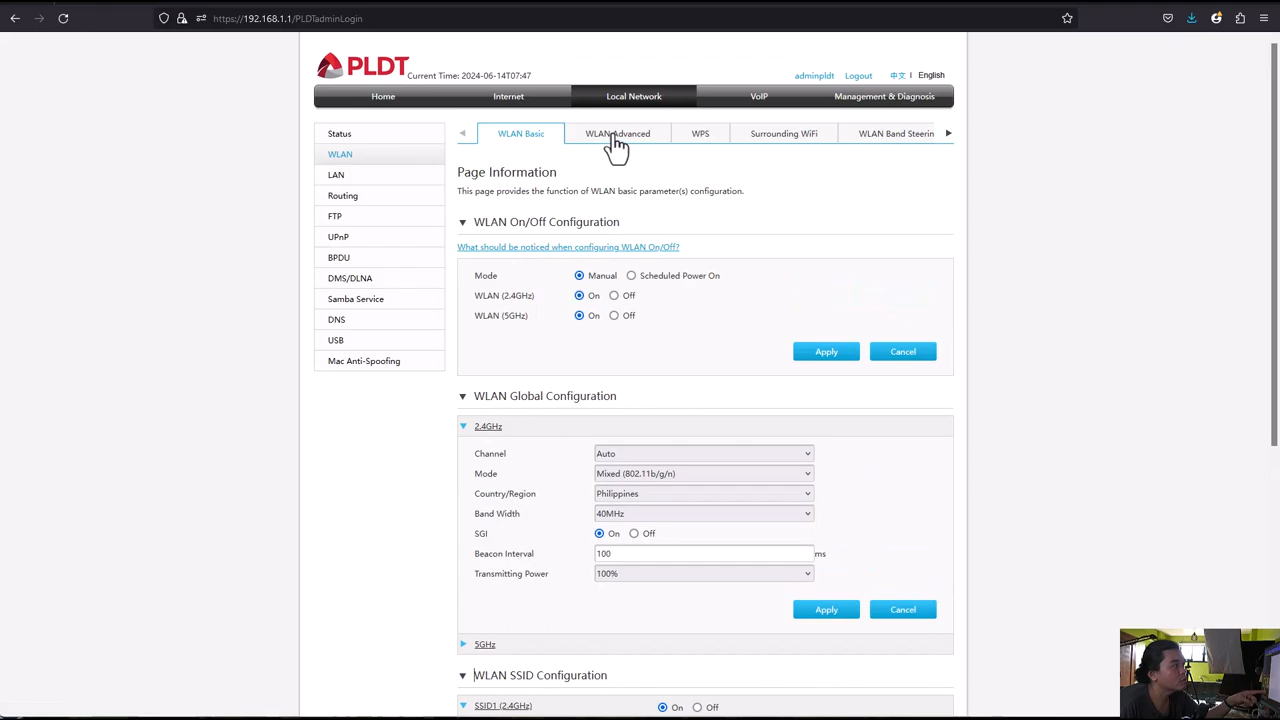 https://192.168.1.1/PLDTadminLogin
PLDT
Current Time: 2024-06-14T07:47
adminpldt Logout 中文 | English
Home Internet Local Network VoIP Management & Diagnosis
Status
WLAN
LAN
Routing
FTP
UPnP
BPDU
DMS/DLNA
Samba Service
DNS
USB
Mac Anti-Spoofing
WLAN Basic WLAN Advanced WPS Surrounding WiFi WLAN Band Steerin
Page Information
This page provides the function of WLAN basic parameter(s) configuration.
WLAN On/Off Configuration
What should be noticed when configuring WLAN On/Off?
Mode Manual Scheduled Power On
WLAN (2.4GHz) On Off
WLAN (5GHz) On Off
Apply Cancel
WLAN Global Configuration
2.4GHz
Channel Auto
Mode Mixed (802.11b/g/n)
Country/Region Philippines
Band Width 40MHz
SGI On Off
Beacon Interval 100 ms
Transmitting Power 100%
Apply Cancel
5GHz
WLAN SSID Configuration
SSID1 (2.4GHz) On Off